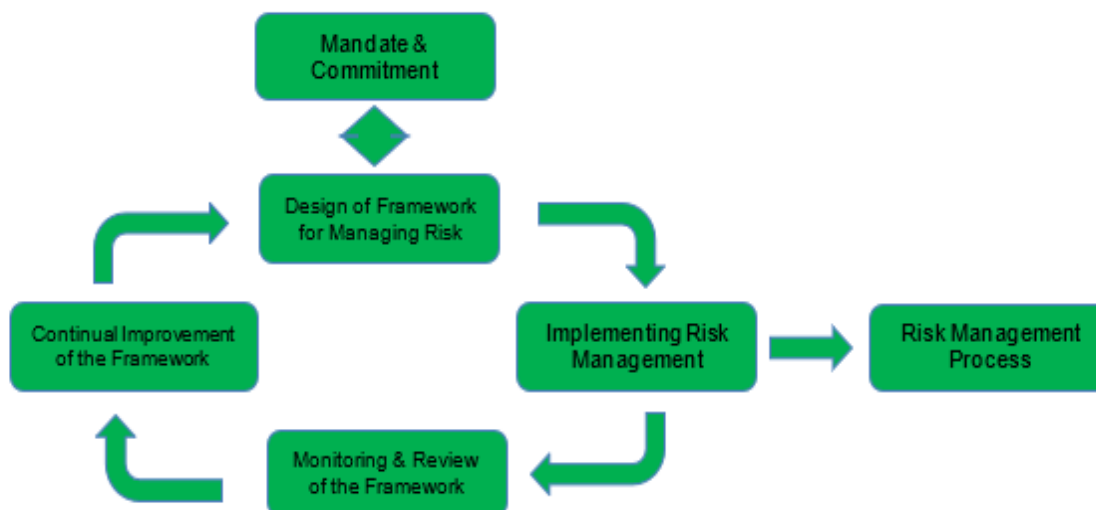 Mandate &
Commitment
Design of Framework
for Managing Risk
Continual Improvement
of the Framework
Implementing Risk
Management
Risk Management
Process
Monitoring & Review
of the Framework